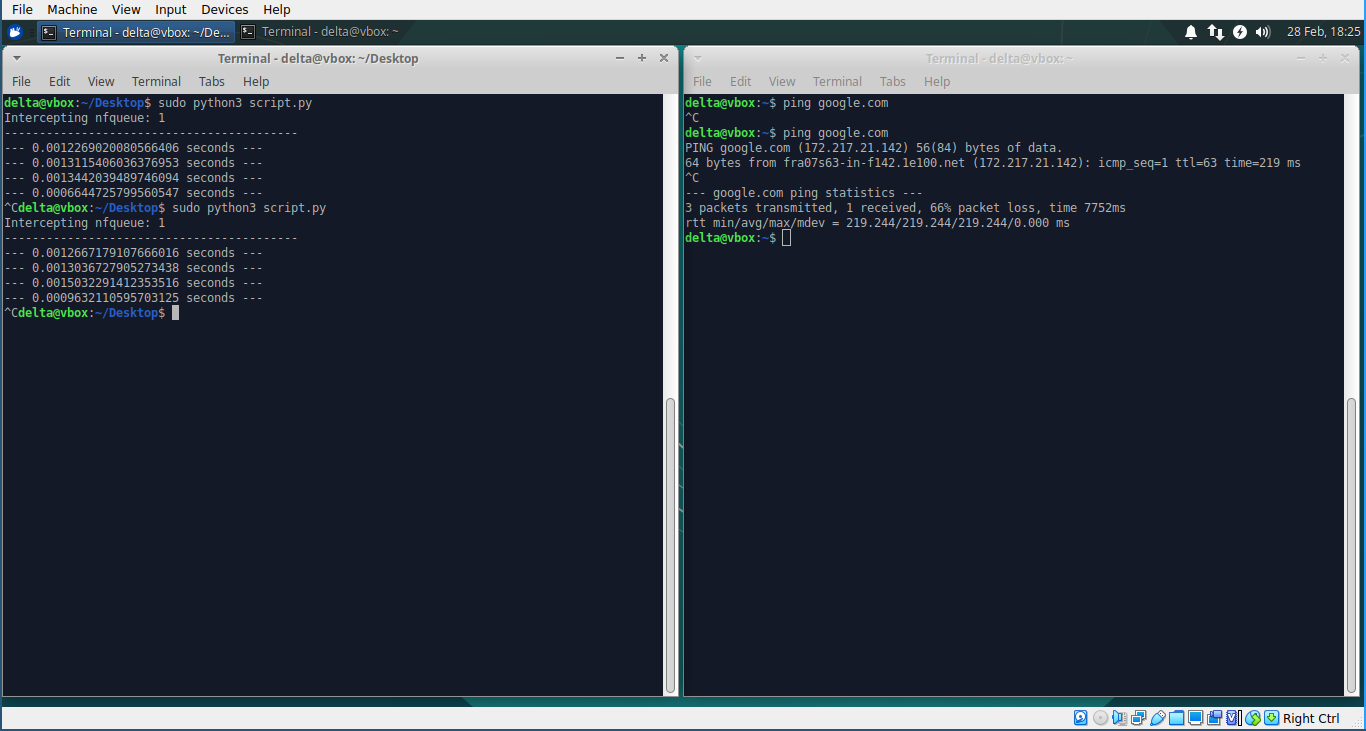 File Machine View Input Devices Help
Terminal - delta@vbox: ~/De... Terminal - delta@vbox: ~ 28 Feb, 18:25
Terminal - delta@vbox: ~/Desktop
File Edit View Terminal Tabs Help
delta@vbox:~/Desktop$ sudo python3 script.py
Intercepting nfqueue: 1
------------------------------------------
--- 0.0012269020080566406 seconds ---
--- 0.0013115406036376953 seconds ---
--- 0.0013442039489746094 seconds ---
--- 0.0006644725799560547 seconds ---
^Cdelta@vbox:~/Desktop$ sudo python3 script.py
Intercepting nfqueue: 1
------------------------------------------
--- 0.0012667179107666016 seconds ---
--- 0.0013036727905273438 seconds ---
--- 0.0015032291412353516 seconds ---
--- 0.0009632110595703125 seconds ---
^Cdelta@vbox:~/Desktop$
Terminal - delta@vbox: ~
File Edit View Terminal Tabs Help
delta@vbox:~$ ping google.com
^C
delta@vbox:~$ ping google.com
PING google.com (172.217.21.142) 56(84) bytes of data.
64 bytes from fra07s63-in-f142.1e100.net (172.217.21.142): icmp_seq=1 ttl=63 time=219 ms
^C
--- google.com ping statistics ---
3 packets transmitted, 1 received, 66% packet loss, time 7752ms
rtt min/avg/max/mdev = 219.244/219.244/219.244/0.000 ms
delta@vbox:~$
Right Ctrl